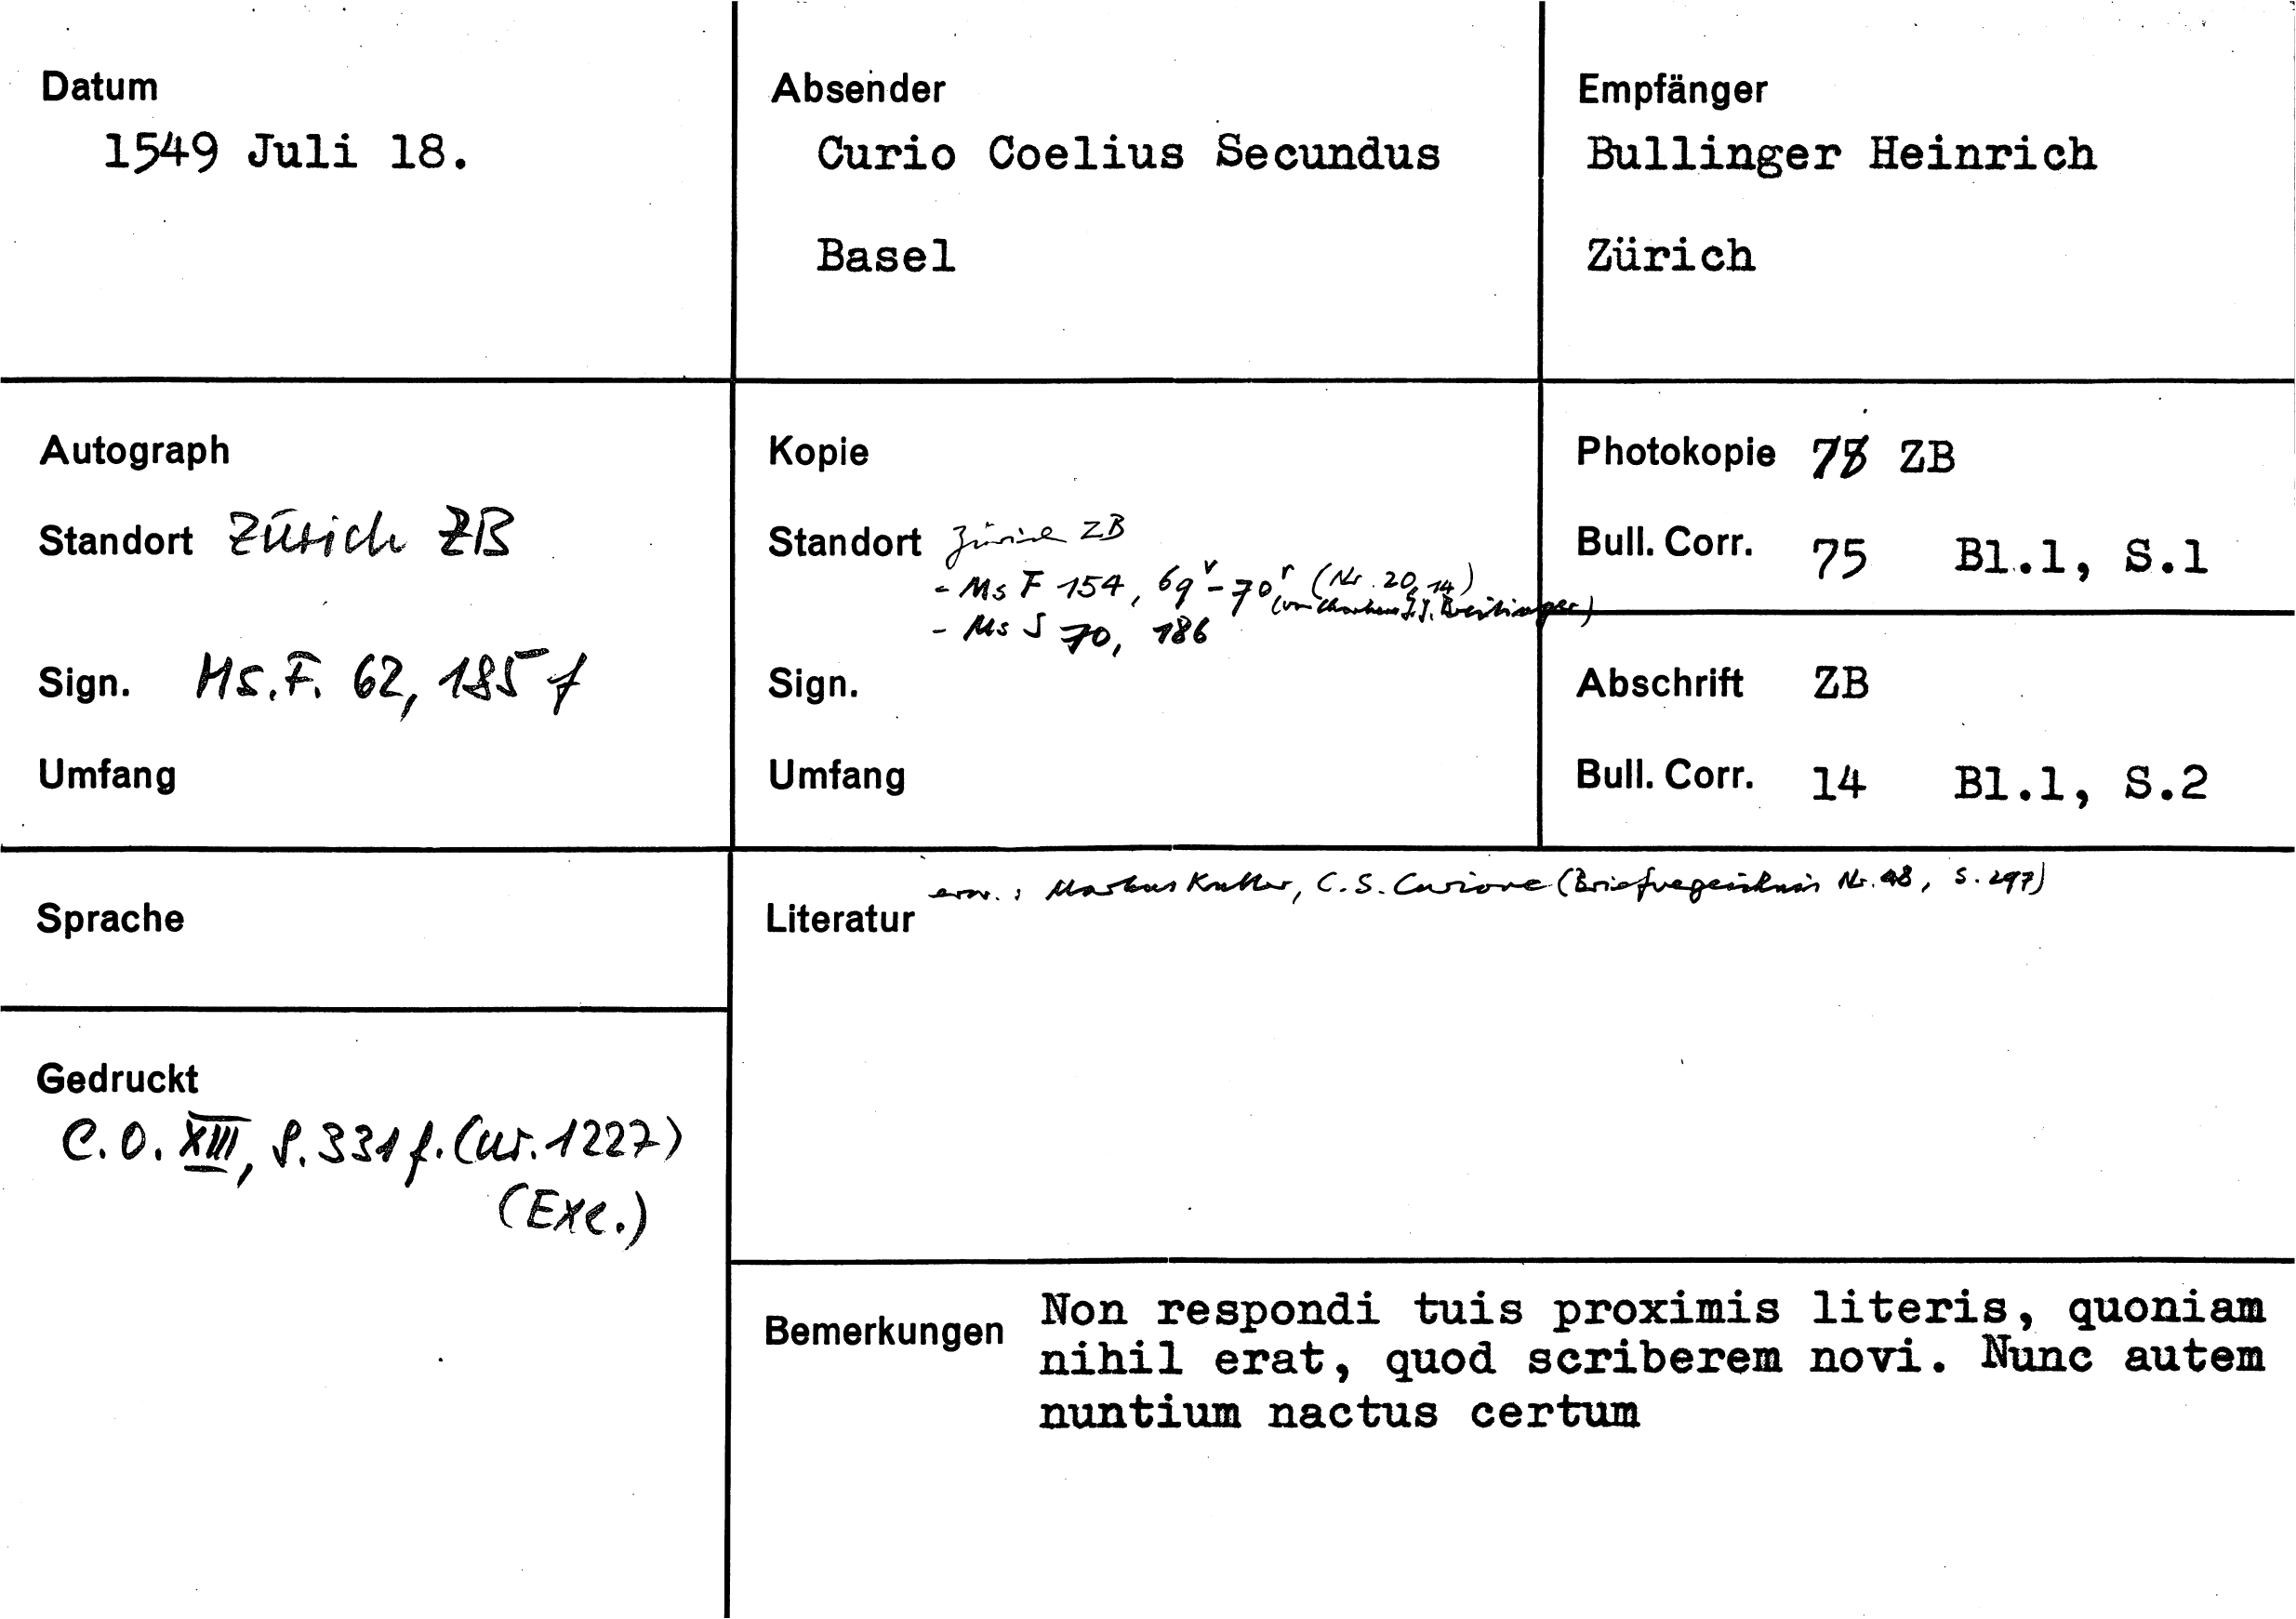 Datum
1549 Juli 18.
Absender
Curio Coelius Secundus
Basel
Empfänger
Bullinger Heinrich
Zürich
Autograph
Standort Zürich ZB
Sign. Ms. F. 62, 185 f
Umfang
Kopie
Standort Zürich ZB
- Ms F 154, 69v - 70r (Nr. 20,14)
(von J. J. Breitinger)
- Ms S 70, 186
Sign.
Umfang
Photokopie ZB
Bull. Corr. 75 Bl.1, S.1
Abschrift ZB
Bull. Corr. 14 Bl.1, S.2
Sprache
Literatur erw.: Markus Kutter, C. S. Curione (Briefverzeichnis Nr. 48, S. 297)
Gedruckt
C. O. XIII, S. 331 f. (Nr. 1227)
(Exc.)
Bemerkungen Non respondi tuis proximis literis, quoniam
nihil erat, quod scriberem novi. Nunc autem
nuntium nactus certum